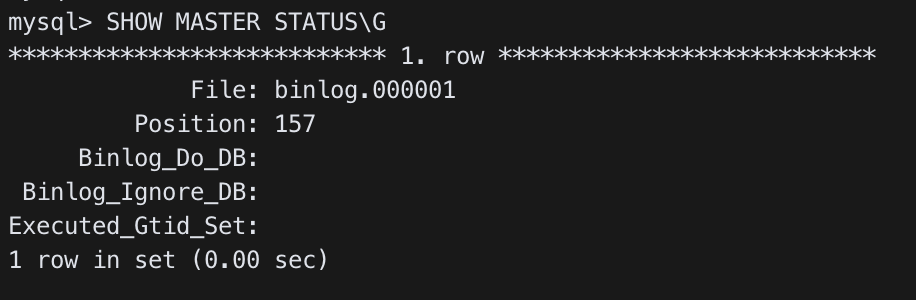 mysql> SHOW MASTER STATUS\G
*************************** 1. row ***************************
File: binlog.000001
Position: 157
Binlog_Do_DB:
Binlog_Ignore_DB:
Executed_Gtid_Set:
1 row in set (0.00 sec)